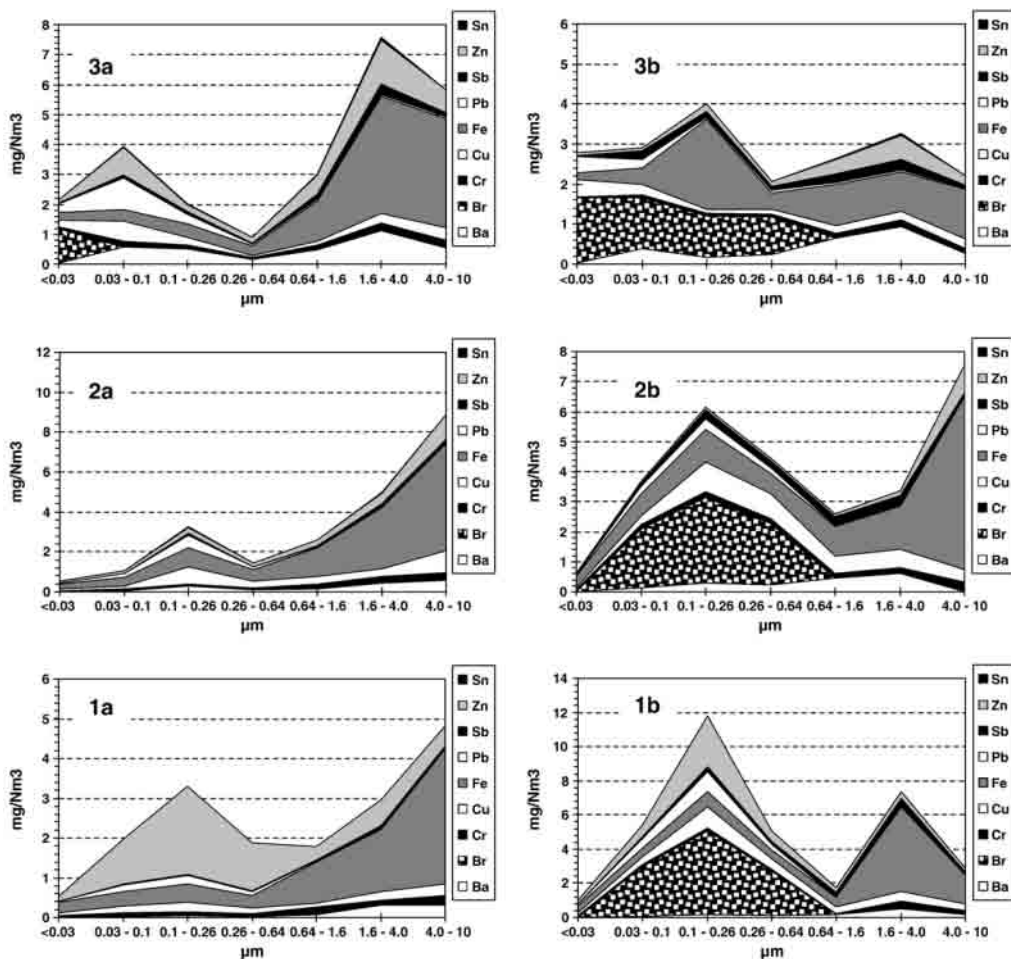 3a
mg/Nm3
8
7
6
5
4
3
2
1
0
<0.03 0.03 - 0.1 0.1 - 0.26 0.26 - 0.64 0.64 - 1.6 1.6 - 4.0 4.0 - 10
µm
Sn
Zn
Sb
Pb
Fe
Cu
Cr
Br
Ba
3b
mg/Nm3
6
5
4
3
2
1
0
<0.03 0.03 - 0.1 0.1 - 0.26 0.26 - 0.64 0.64 - 1.6 1.6 - 4.0 4.0 - 10
µm
Sn
Zn
Sb
Pb
Fe
Cu
Cr
Br
Ba
2a
mg/Nm3
12
10
8
6
4
2
0
<0.03 0.03 - 0.1 0.1 - 0.26 0.26 - 0.64 0.64 - 1.6 1.6 - 4.0 4.0 - 10
µm
Sn
Zn
Sb
Pb
Fe
Cu
Cr
Br
Ba
2b
mg/Nm3
8
7
6
5
4
3
2
1
0
<0.03 0.03 - 0.1 0.1 - 0.26 0.26 - 0.64 0.64 - 1.6 1.6 - 4.0 4.0 - 10
µm
Sn
Zn
Sb
Pb
Fe
Cu
Cr
Br
Ba
1a
mg/Nm3
6
5
4
3
2
1
0
<0.03 0.03 - 0.1 0.1 - 0.26 0.26 - 0.64 0.64 - 1.6 1.6 - 4.0 4.0 - 10
µm
Sn
Zn
Sb
Pb
Fe
Cu
Cr
Br
Ba
1b
mg/Nm3
14
12
10
8
6
4
2
0
<0.03 0.03 - 0.1 0.1 - 0.26 0.26 - 0.64 0.64 - 1.6 1.6 - 4.0 4.0 - 10
µm
Sn
Zn
Sb
Pb
Fe
Cu
Cr
Br
Ba